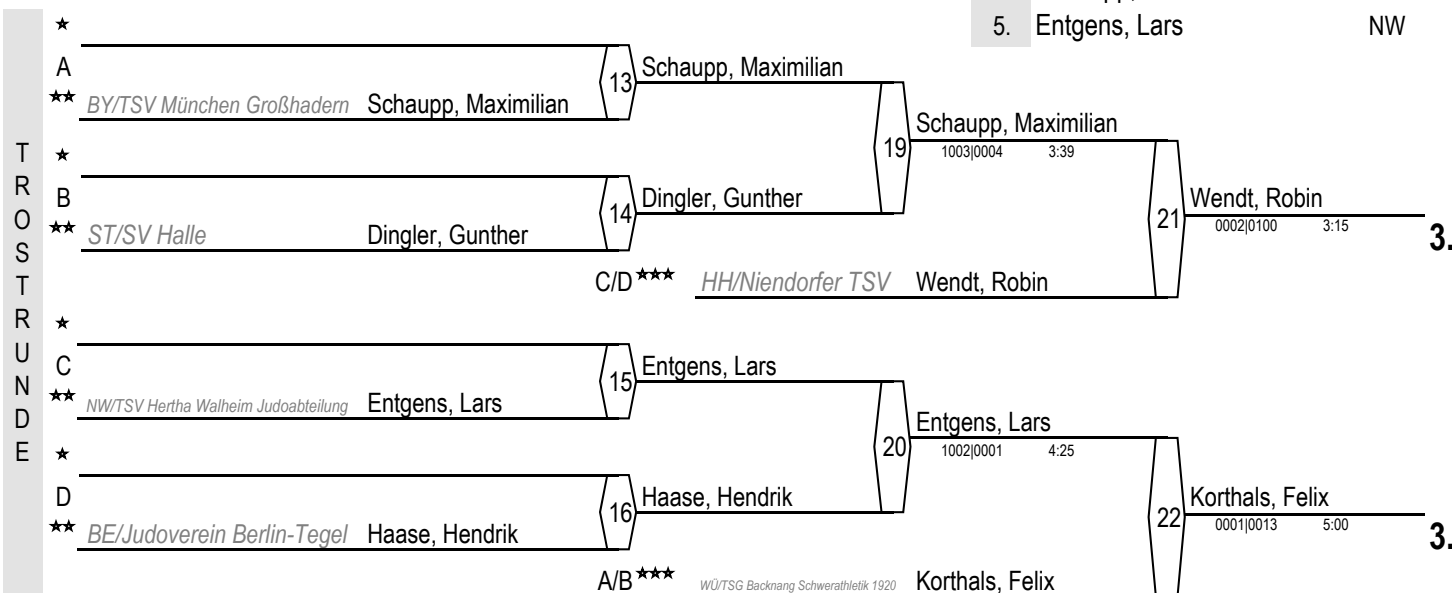 5. Entgens, Lars NW
TROSTRUNDE
A
13 Schaupp, Maximilian
BY/TSV München Großhadern Schaupp, Maximilian
19 Schaupp, Maximilian
1003|0004 3:39
B
14 Dingler, Gunther
ST/SV Halle Dingler, Gunther
21 Wendt, Robin
0002|0100 3:15
3.
C/D HH/Niendorfer TSV Wendt, Robin
C
15 Entgens, Lars
NW/TSV Hertha Walheim Judoabteilung Entgens, Lars
20 Entgens, Lars
1002|0001 4:25
D
16 Haase, Hendrik
BE/Judoverein Berlin-Tegel Haase, Hendrik
22 Korthals, Felix
0001|0013 5:00
3.
A/B WÜ/TSG Backnang Schwerathletik 1920 Korthals, Felix